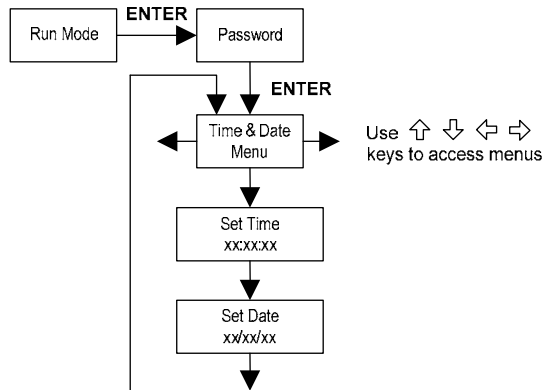 ENTER
Run Mode
Password
ENTER
Time & Date
Menu
Use ⇧ ⇩ ⇦ ⇨
keys to access menus
Set Time
xx:xx:xx
Set Date
xx/xx/xx